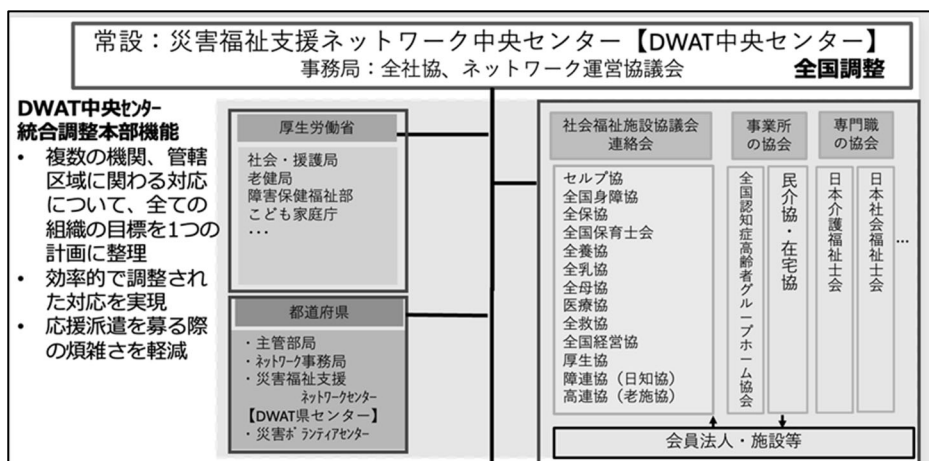 常設：災害福祉支援ネットワーク中央センター【DWAT中央センター】
事務局：全社協、ネットワーク運営協議会 全国調整
DWAT中央ｾﾝﾀｰ
統合調整本部機能
• 複数の機関、管轄
区域に関わる対応
について、全ての
組織の目標を1つの
計画に整理
• 効率的で調整され
た対応を実現
• 応援派遣を募る際
の煩雑さを軽減
厚生労働省
社会・援護局
老健局
障害保健福祉部
こども家庭庁
…
都道府県
・主管部局
・ﾈｯﾄﾜｰｸ事務局
・災害福祉支援
ﾈｯﾄﾜｰｸｾﾝﾀｰ
【DWAT県センター】
・災害ﾎﾞﾗﾝﾃｨｱｾﾝﾀｰ
社会福祉施設協議会
連絡会
セルプ協
全国身障協
全保協
全国保育士会
全養協
全乳協
全母協
医療協
全救協
全国経営協
厚生協
障連協（日知協）
高連協（老施協）
事業所
の協会
全国認知症高齢者グループホーム協会
民介協・在宅協
専門職
の協会
日本介護福祉士会
日本社会福祉士会
…
会員法人・施設等